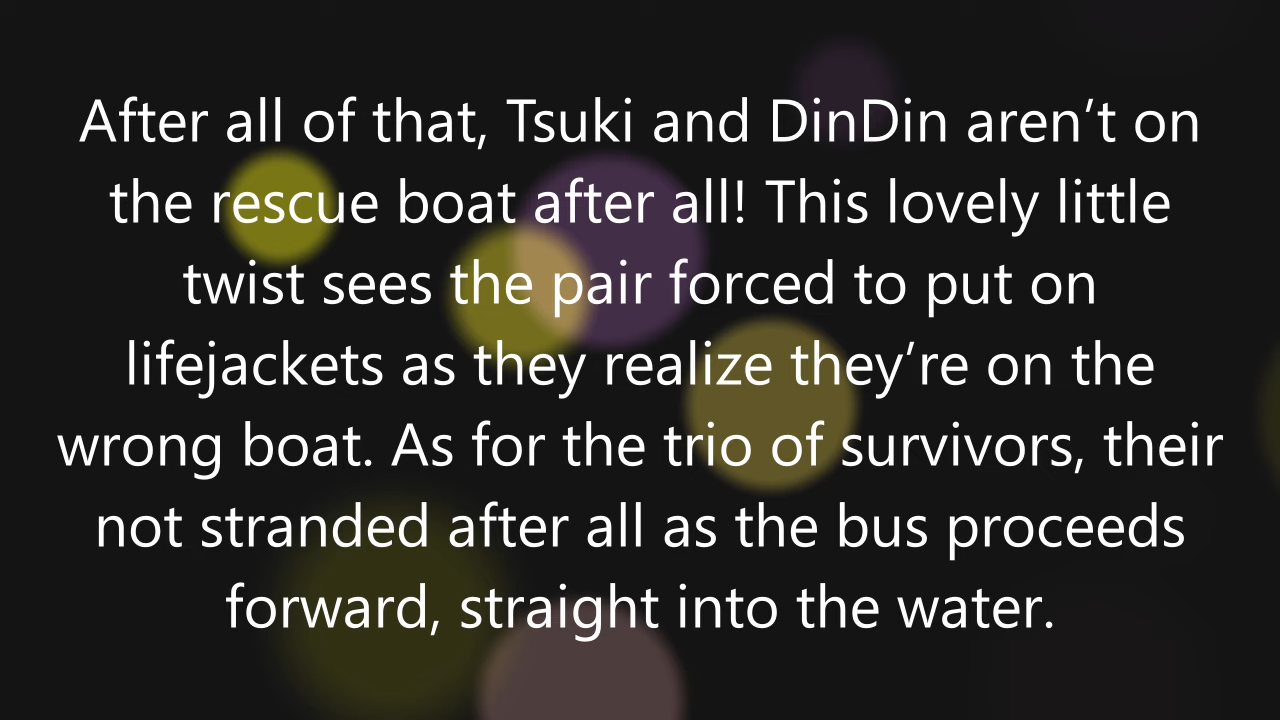 After all of that, Tsuki and DinDin aren’t on
the rescue boat after all! This lovely little
twist sees the pair forced to put on
lifejackets as they realize they’re on the
wrong boat. As for the trio of survivors, their
not stranded after all as the bus proceeds
forward, straight into the water.